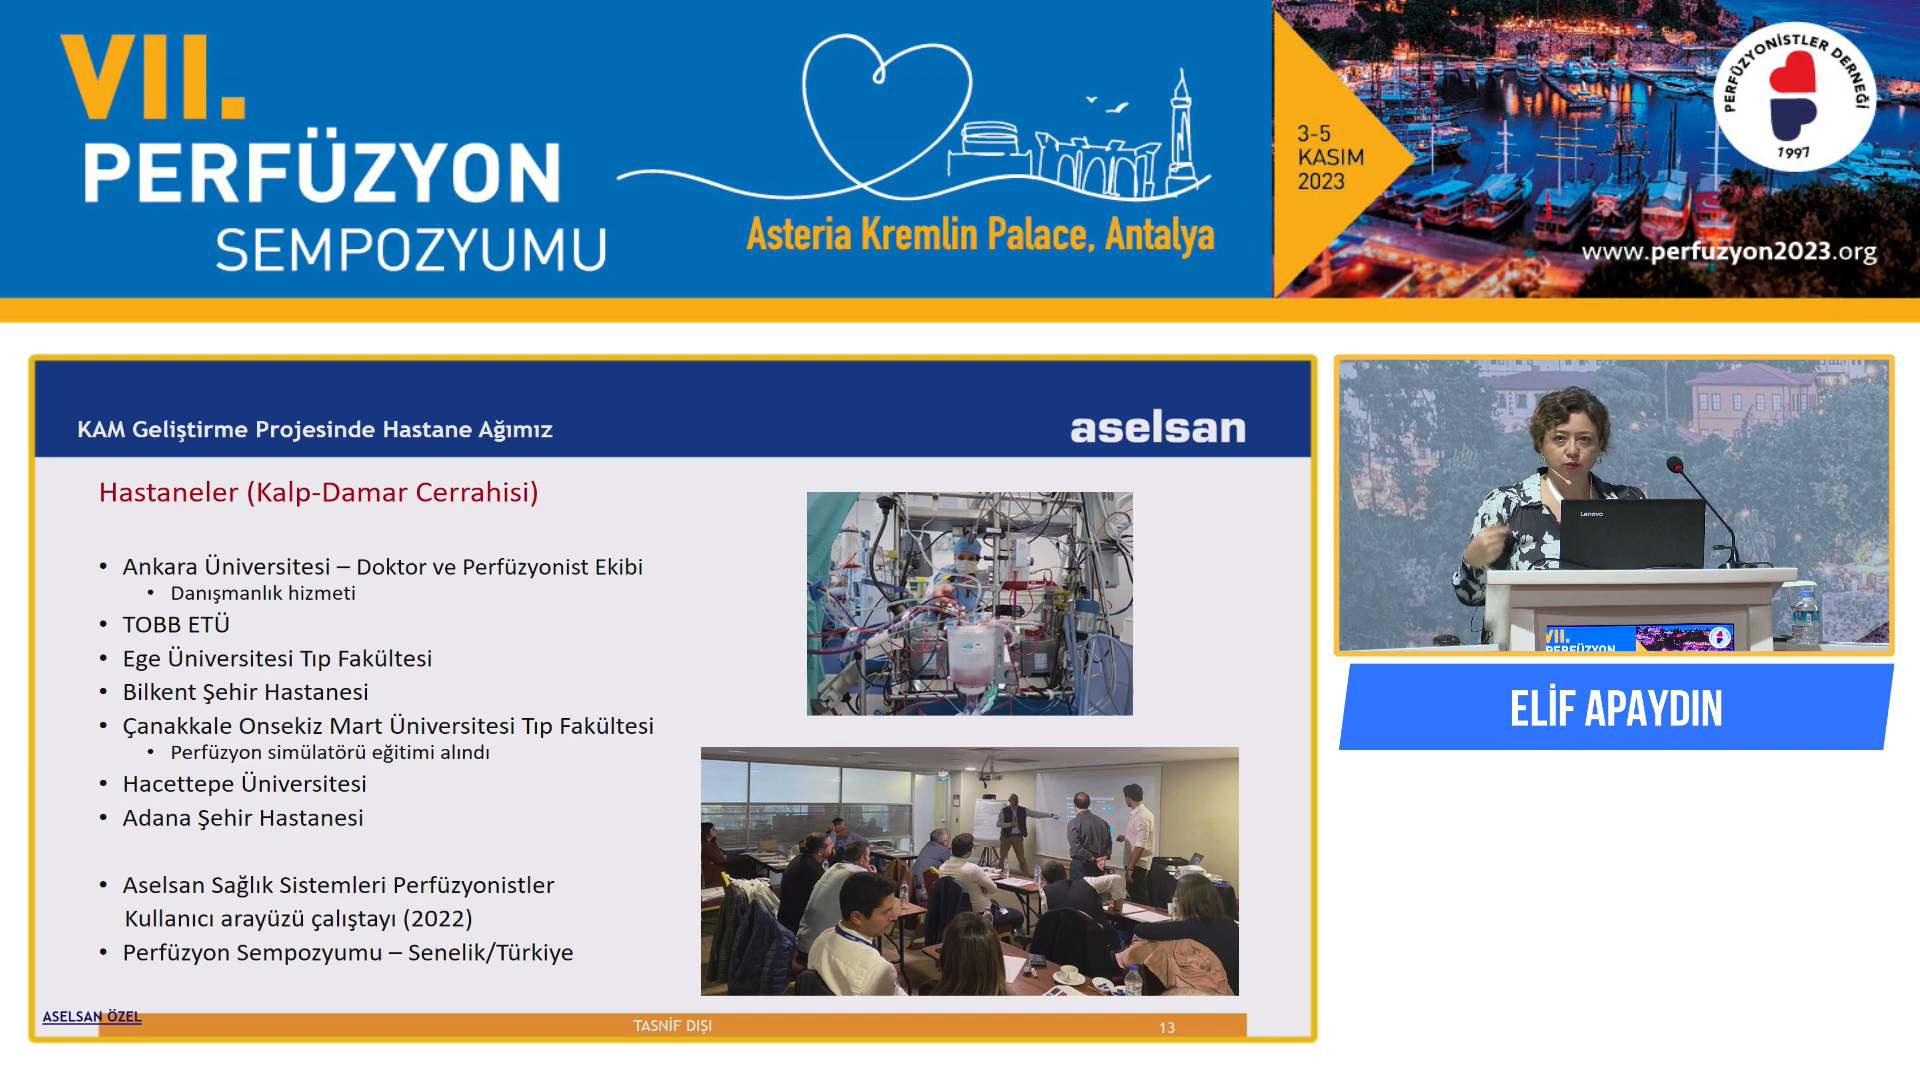 VII.
PERFÜZYON
SEMPOZYUMU
Asteria Kremlin Palace, Antalya
3-5
KASIM
2023
PERFÜZYONİSTLER DERNEĞİ
1997
www.perfuzyon2023.org
KAM Geliştirme Projesinde Hastane Ağımız
aselsan
Hastaneler (Kalp-Damar Cerrahisi)
• Ankara Üniversitesi – Doktor ve Perfüzyonist Ekibi
• Danışmanlık hizmeti
• TOBB ETÜ
• Ege Üniversitesi Tıp Fakültesi
• Bilkent Şehir Hastanesi
• Çanakkale Onsekiz Mart Üniversitesi Tıp Fakültesi
• Perfüzyon simülatörü eğitimi alındı
• Hacettepe Üniversitesi
• Adana Şehir Hastanesi
• Aselsan Sağlık Sistemleri Perfüzyonistler
Kullanıcı arayüzü çalıştayı (2022)
• Perfüzyon Sempozyumu – Senelik/Türkiye
ASELSAN ÖZEL
TASNİF DIŞI
13
Lenovo
VII.
PERFÜZYON
ELİF APAYDIN